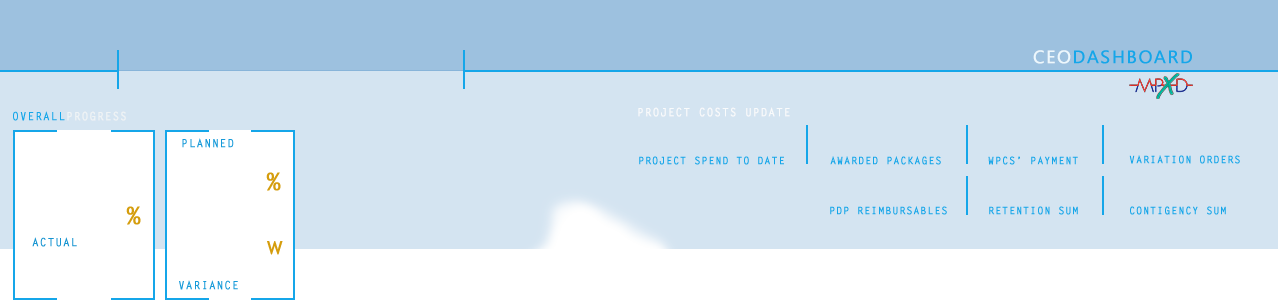 CEODASHBOARD
MPXD
OVERALLPROGRESS
PLANNED
%
%
ACTUAL
W
VARIANCE
PROJECT COSTS UPDATE
PROJECT SPEND TO DATE
AWARDED PACKAGES
WPCS' PAYMENT
VARIATION ORDERS
PDP REIMBURSABLES
RETENTION SUM
CONTIGENCY SUM